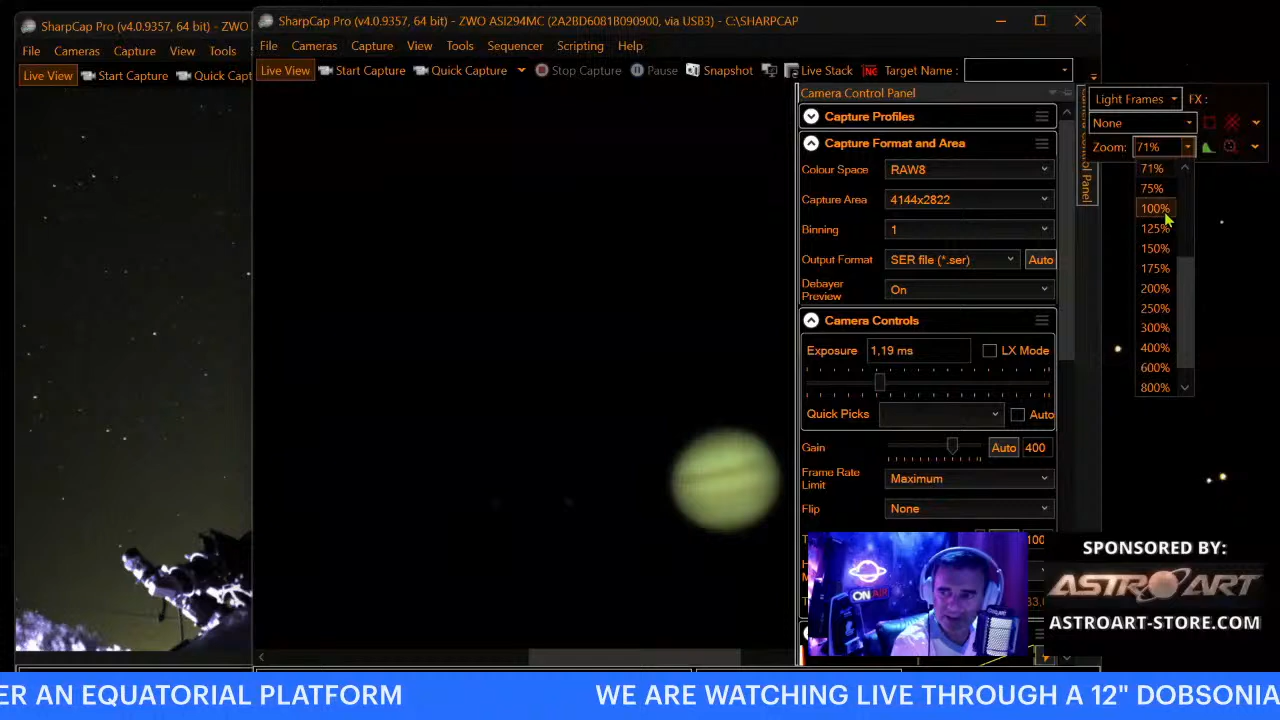 SharpCap Pro (v4.0.9357, 64 bit) - ZWO
File Cameras Capture View Tools
Live View Start Capture Quick Capt
SharpCap Pro (v4.0.9357, 64 bit) - ZWO ASI294MC (2A2BD6081B090900, via USB3) - C:\SHARPCAP
File Cameras Capture View Tools Sequencer Scripting Help
Live View Start Capture Quick Capture Stop Capture Pause Snapshot Live Stack Target Name :
Camera Control Panel
Capture Profiles
Capture Format and Area
Colour Space RAW8
Capture Area 4144x2822
Binning 1
Output Format SER file (*.ser) Auto
Debayer
Preview On
Camera Controls
Exposure 1,19 ms LX Mode
Quick Picks Auto
Gain Auto 400
Frame Rate
Limit Maximum
Flip None
Light Frames FX :
None
Zoom: 71%
71%
75%
100%
125%
150%
175%
200%
250%
300%
400%
600%
800%
Panel
ON AIR
SPONSORED BY:
ASTROART
ASTROART-STORE.COM
ER AN EQUATORIAL PLATFORM WE ARE WATCHING LIVE THROUGH A 12" DOBSONIA